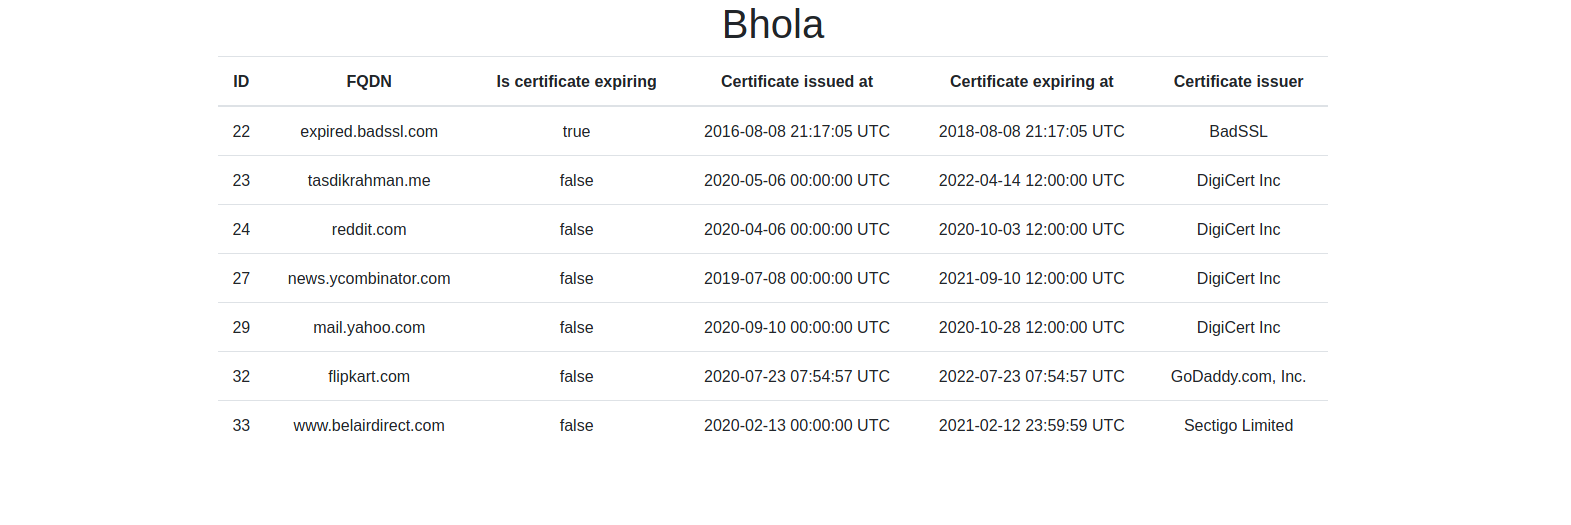 Bhola
ID FQDN Is certificate expiring Certificate issued at Certificate expiring at Certificate issuer
22 expired.badssl.com true 2016-08-08 21:17:05 UTC 2018-08-08 21:17:05 UTC BadSSL
23 tasdikrahman.me false 2020-05-06 00:00:00 UTC 2022-04-14 12:00:00 UTC DigiCert Inc
24 reddit.com false 2020-04-06 00:00:00 UTC 2020-10-03 12:00:00 UTC DigiCert Inc
27 news.ycombinator.com false 2019-07-08 00:00:00 UTC 2021-09-10 12:00:00 UTC DigiCert Inc
29 mail.yahoo.com false 2020-09-10 00:00:00 UTC 2020-10-28 12:00:00 UTC DigiCert Inc
32 flipkart.com false 2020-07-23 07:54:57 UTC 2022-07-23 07:54:57 UTC GoDaddy.com, Inc.
33 www.belairdirect.com false 2020-02-13 00:00:00 UTC 2021-02-12 23:59:59 UTC Sectigo Limited